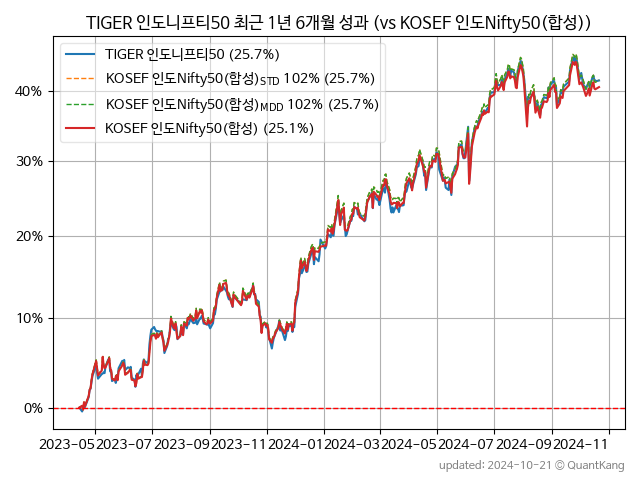 TIGER 인도니프티50 최근 1년 6개월 성과 (vs KOSEF 인도Nifty50(합성))
TIGER 인도니프티50 (25.7%)
KOSEF 인도Nifty50(합성)STD 102% (25.7%)
KOSEF 인도Nifty50(합성)MDD 102% (25.7%)
KOSEF 인도Nifty50(합성) (25.1%)
40%
30%
20%
10%
0%
2023-05 2023-07 2023-09 2023-11 2024-01 2024-03 2024-05 2024-07 2024-09 2024-11
updated: 2024-10-21 © QuantKang